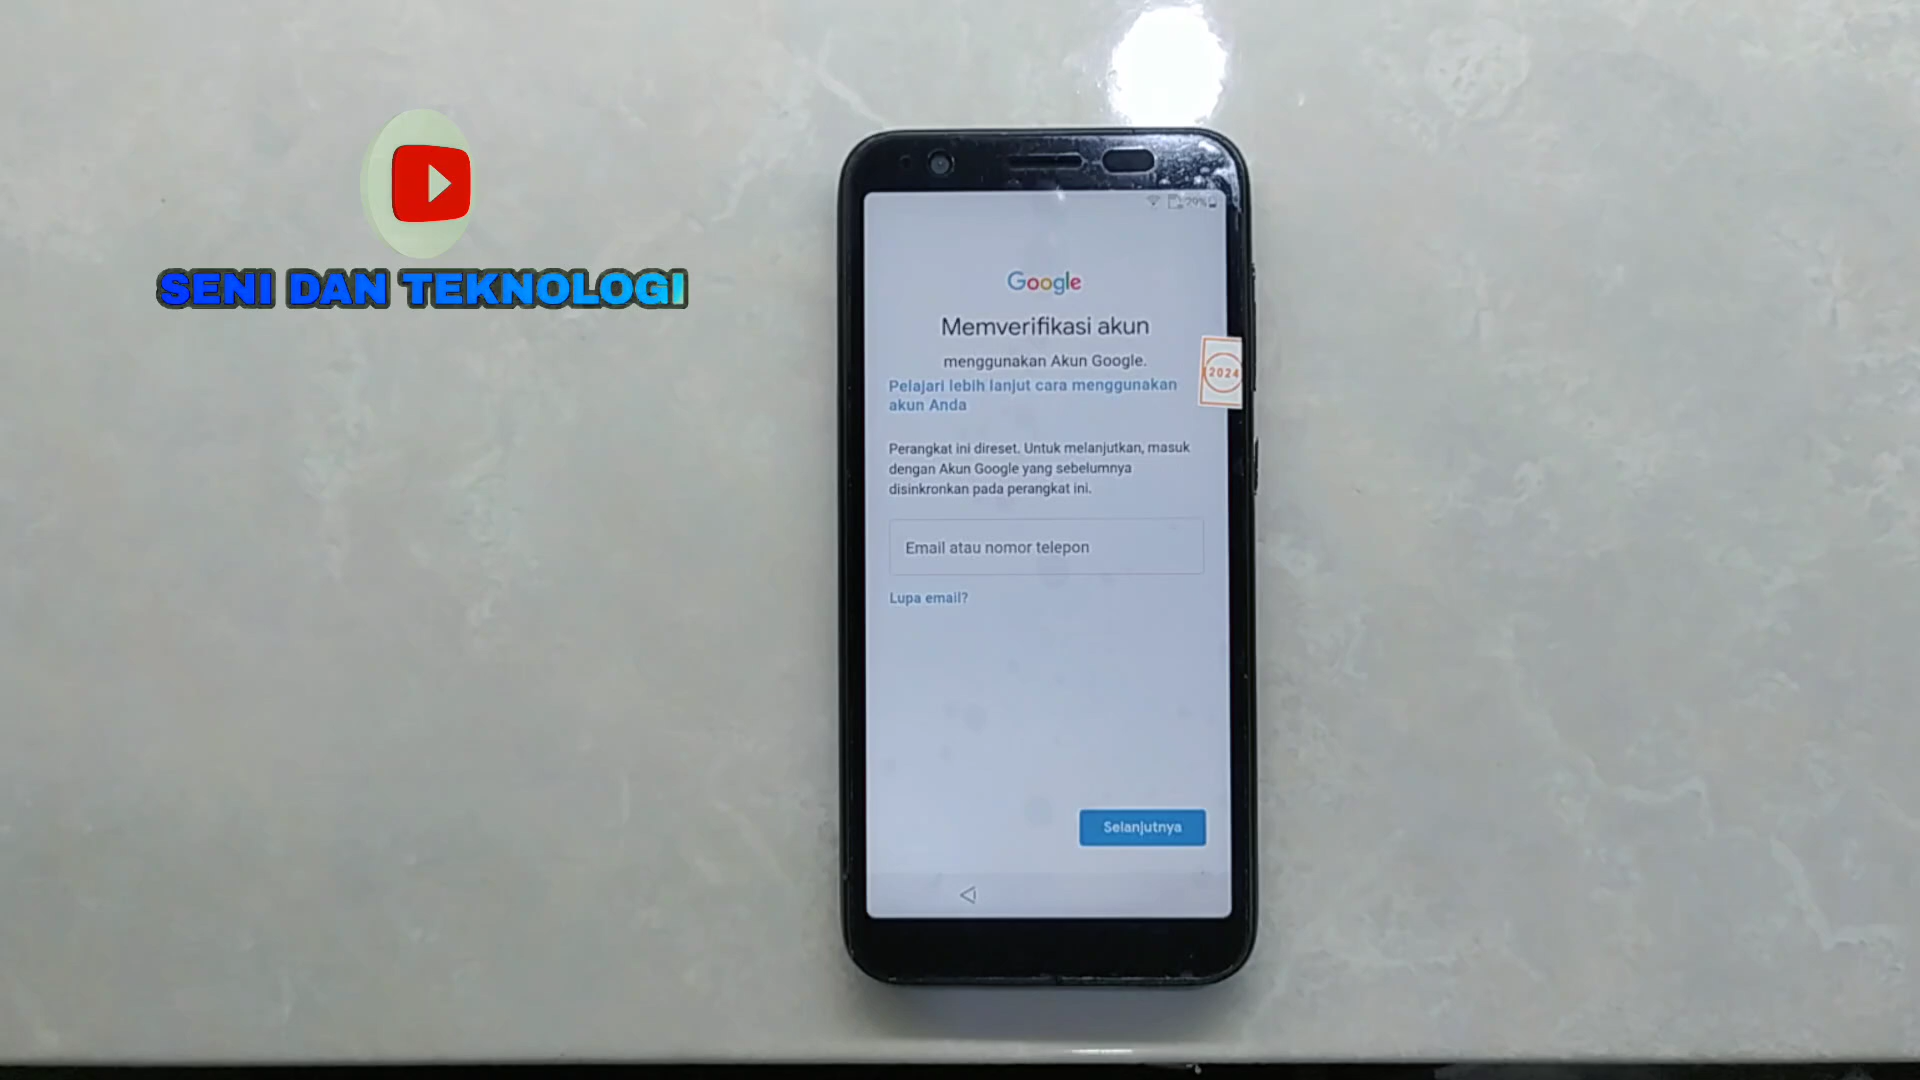 SENI DAN TEKNOLOGI
29%
Google
Memverifikasi akun
menggunakan Akun Google.
Pelajari lebih lanjut cara menggunakan
akun Anda
2024
Perangkat ini direset. Untuk melanjutkan, masuk
dengan Akun Google yang sebelumnya
disinkronkan pada perangkat ini.
Email atau nomor telepon
Lupa email?
Selanjutnya